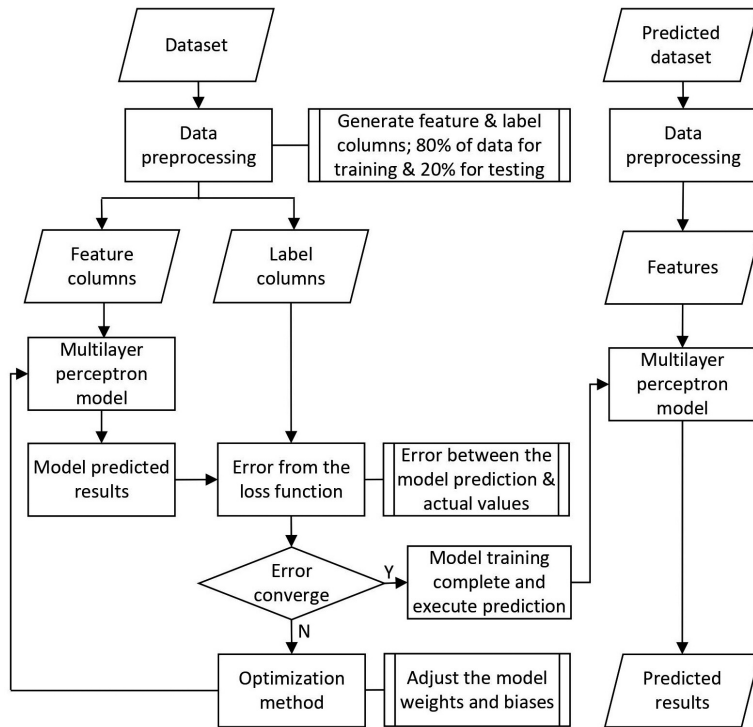 Dataset
Predicted
dataset
Data
preprocessing
Generate feature & label
columns; 80% of data for
training & 20% for testing
Data
preprocessing
Feature
columns
Label
columns
Features
Multilayer
perceptron
model
Multilayer
perceptron
model
Model predicted
results
Error from the
loss function
Error between the
model prediction &
actual values
Error
converge
Y
Model training
complete and
execute prediction
N
Optimization
method
Adjust the model
weights and biases
Predicted
results